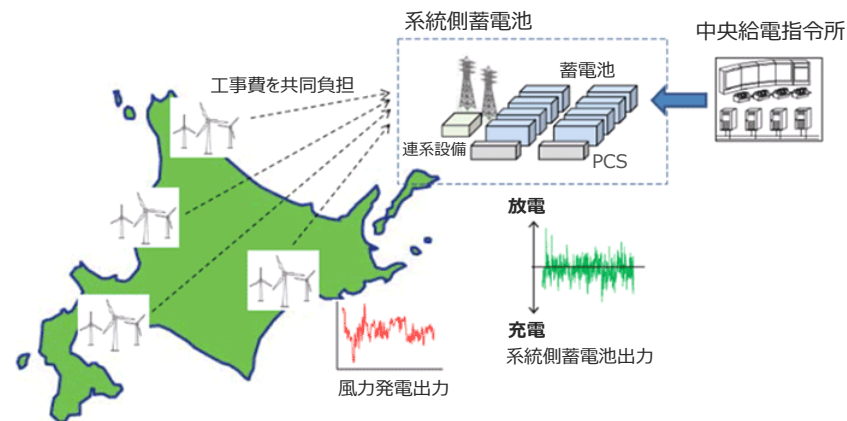 系統側蓄電池
中央給電指令所
工事費を共同負担
蓄電池
連系設備
PCS
放電
充電
系統側蓄電池出力
風力発電出力